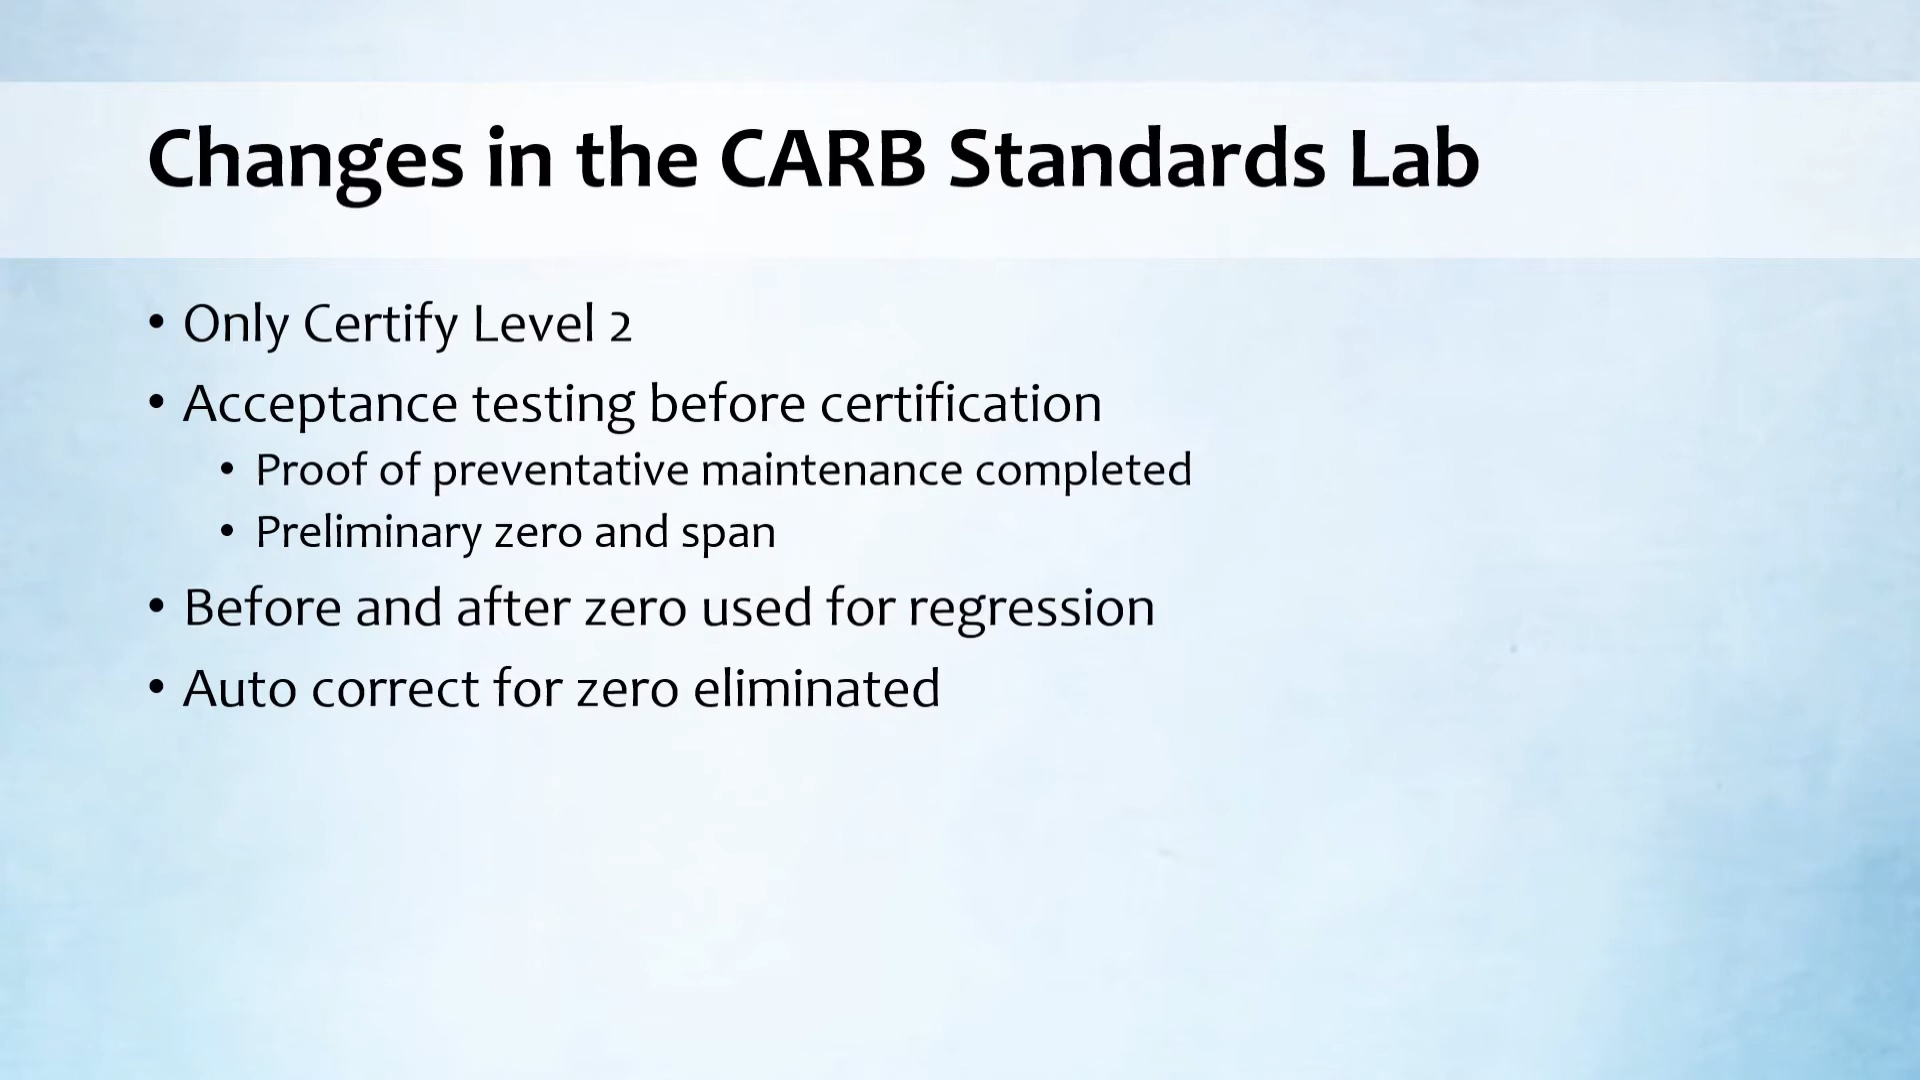 Changes in the CARB Standards Lab
• Only Certify Level 2
• Acceptance testing before certification
• Proof of preventative maintenance completed
• Preliminary zero and span
• Before and after zero used for regression
• Auto correct for zero eliminated